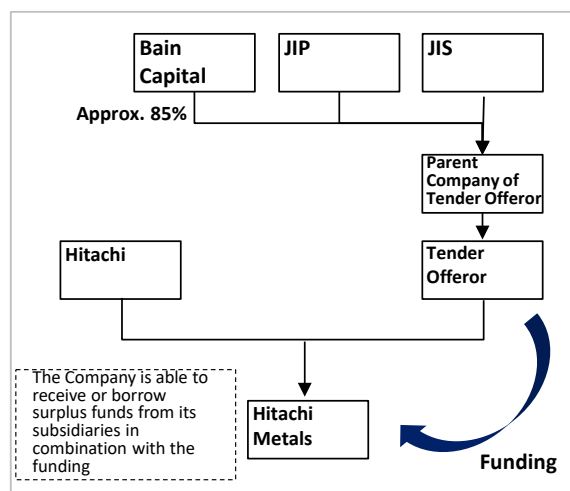 Bain
Capital
JIP
JIS
Approx. 85%
Parent
Company of
Tender Offeror
Hitachi
Tender
Offeror
The Company is able to
receive or borrow
surplus funds from its
subsidiaries in
combination with the
funding
Hitachi
Metals
Funding